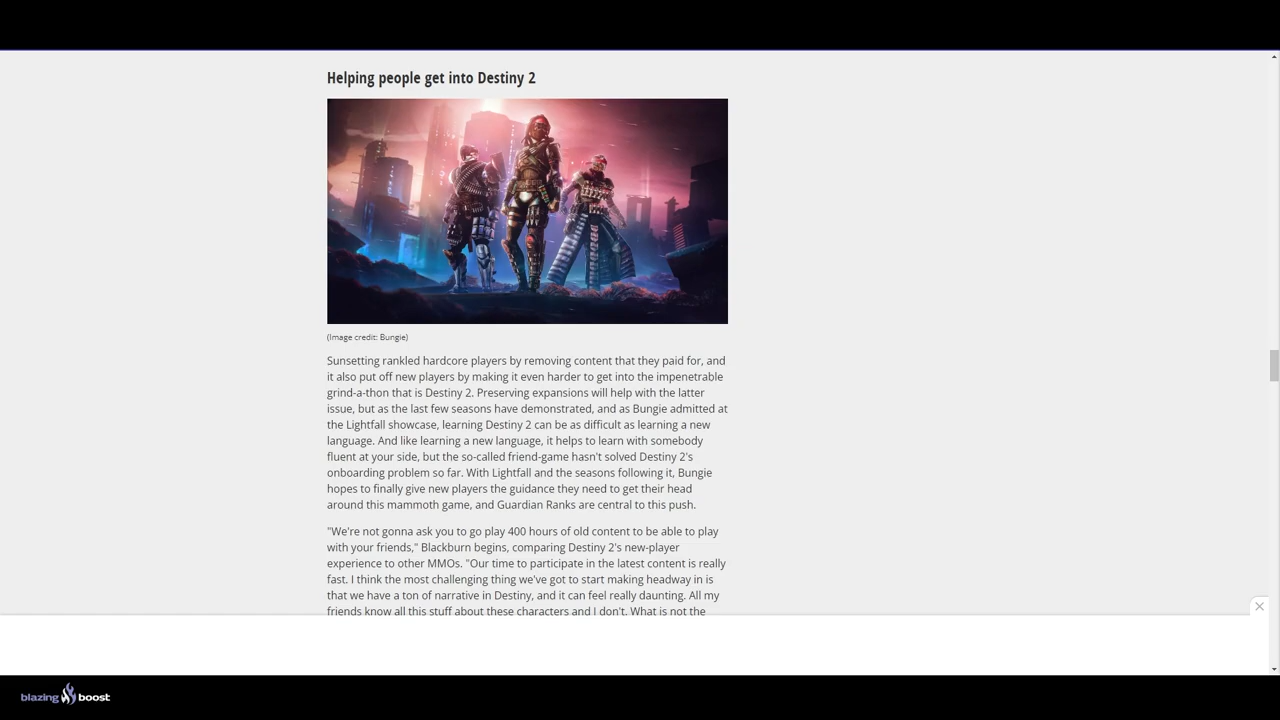 Helping people get into Destiny 2
(Image credit: Bungie)
Sunsetting rankled hardcore players by removing content that they paid for, and
it also put off new players by making it even harder to get into the impenetrable
grind-a-thon that is Destiny 2. Preserving expansions will help with the latter
issue, but as the last few seasons have demonstrated, and as Bungie admitted at
the Lightfall showcase, learning Destiny 2 can be as difficult as learning a new
language. And like learning a new language, it helps to learn with somebody
fluent at your side, but the so-called friend-game hasn't solved Destiny 2's
onboarding problem so far. With Lightfall and the seasons following it, Bungie
hopes to finally give new players the guidance they need to get their head
around this mammoth game, and Guardian Ranks are central to this push.
"We're not gonna ask you to go play 400 hours of old content to be able to play
with your friends," Blackburn begins, comparing Destiny 2's new-player
experience to other MMOs. "Our time to participate in the latest content is really
fast. I think the most challenging thing we've got to start making headway in is
that we have a ton of narrative in Destiny, and it can feel really daunting. All my
friends know all this stuff about these characters and I don't. What is not the
blazing boost